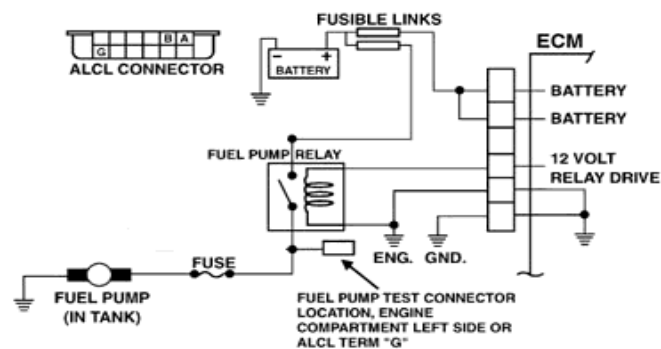 FUSIBLE LINKS
B A
G
ALCL CONNECTOR
- +
BATTERY
ECM
BATTERY
BATTERY
12 VOLT
RELAY DRIVE
FUEL PUMP RELAY
ENG. GND.
FUSE
FUEL PUMP
(IN TANK)
FUEL PUMP TEST CONNECTOR
LOCATION, ENGINE
COMPARTMENT LEFT SIDE OR
ALCL TERM "G"